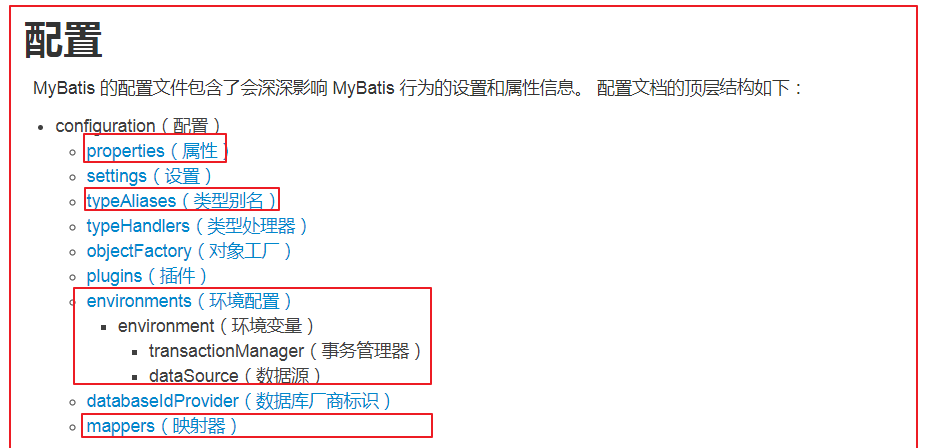 配置
MyBatis 的配置文件包含了会深深影响 MyBatis 行为的设置和属性信息。 配置文档的顶层结构如下：
configuration（配置）
properties（属性）
settings（设置）
typeAliases（类型别名）
typeHandlers（类型处理器）
objectFactory（对象工厂）
plugins（插件）
environments（环境配置）
environment（环境变量）
transactionManager（事务管理器）
dataSource（数据源）
databaseIdProvider（数据库厂商标识）
mappers（映射器）